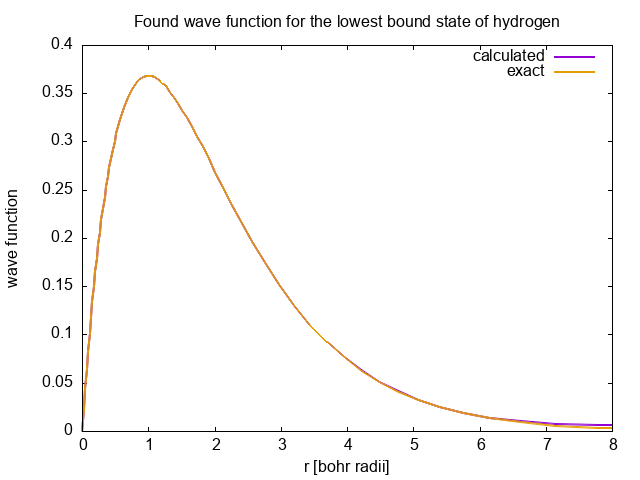 Found wave function for the lowest bound state of hydrogen
calculated
exact
0.4
0.35
0.3
0.25
0.2
0.15
0.1
0.05
0
wave function
0 1 2 3 4 5 6 7 8
r [bohr radii]